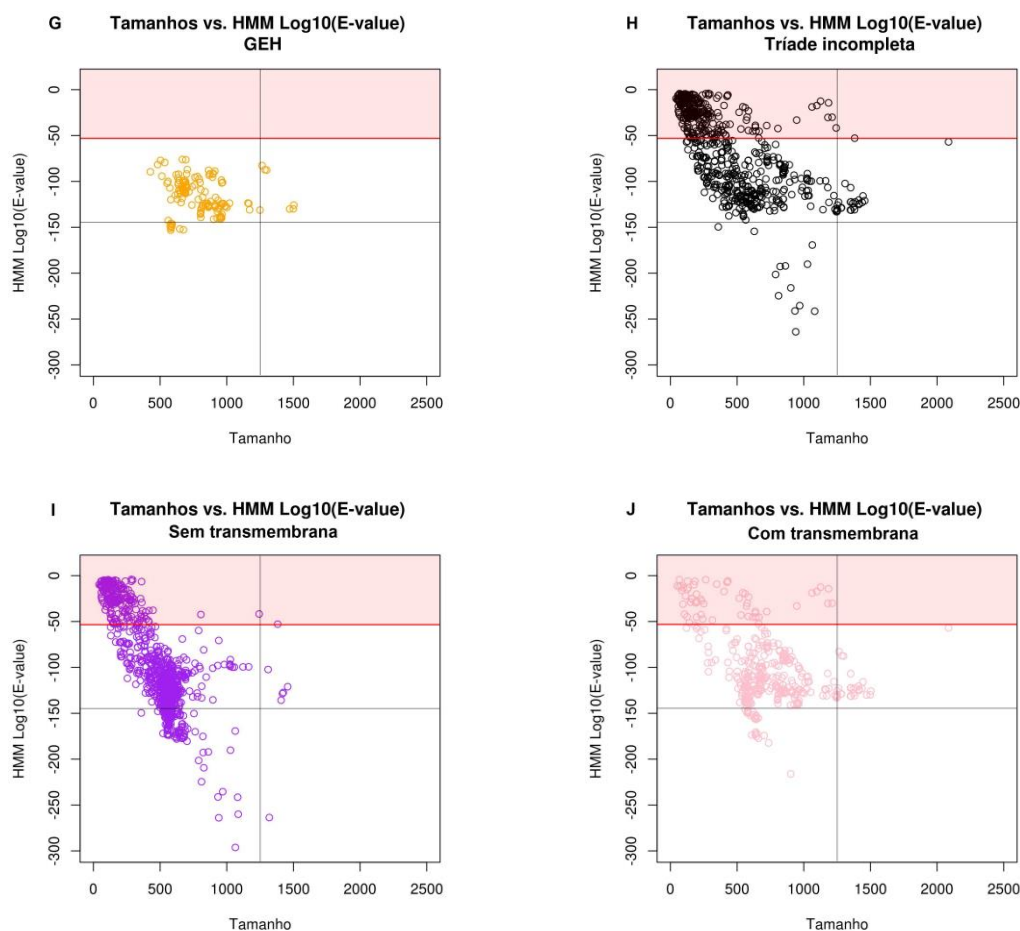 G Tamanhos vs. HMM Log10(E-value)
GEH
HMM Log10(E-value)
0
-50
-100
-150
-200
-250
-300
0 500 1000 1500 2000 2500
Tamanho
H Tamanhos vs. HMM Log10(E-value)
Tríade incompleta
HMM Log10(E-value)
0
-50
-100
-150
-200
-250
-300
0 500 1000 1500 2000 2500
Tamanho
I Tamanhos vs. HMM Log10(E-value)
Sem transmembrana
HMM Log10(E-value)
0
-50
-100
-150
-200
-250
-300
0 500 1000 1500 2000 2500
Tamanho
J Tamanhos vs. HMM Log10(E-value)
Com transmembrana
HMM Log10(E-value)
0
-50
-100
-150
-200
-250
-300
0 500 1000 1500 2000 2500
Tamanho